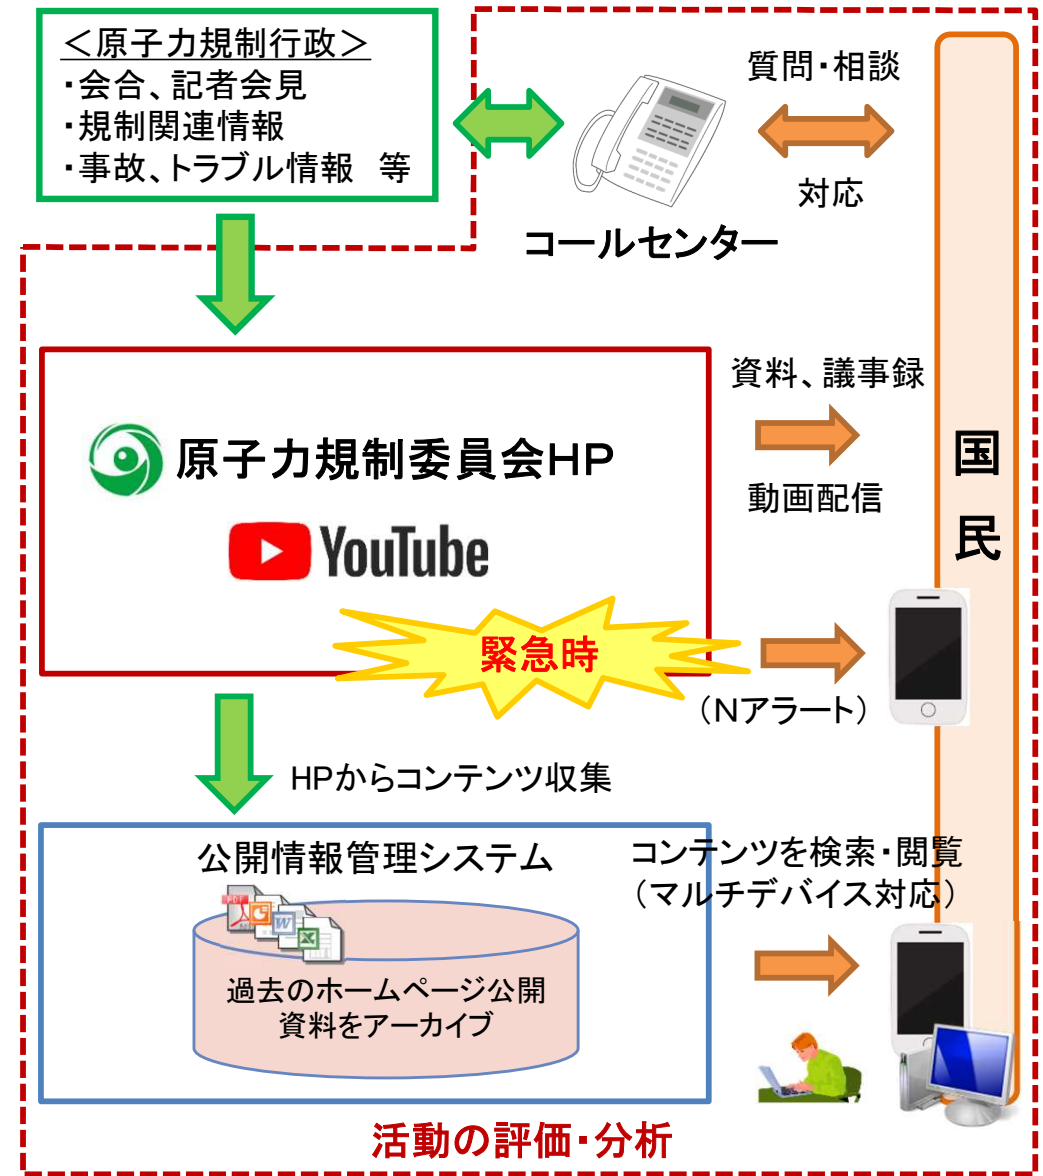 <原子力規制行政>
・会合、記者会見
・規制関連情報
・事故、トラブル情報　等
質問・相談
対応
コールセンター
国
民
原子力規制委員会HP
YouTube
資料、議事録
動画配信
緊急時
（Nアラート）
HPからコンテンツ収集
公開情報管理システム
PDF
W
過去のホームページ公開
資料をアーカイブ
コンテンツを検索・閲覧
（マルチデバイス対応）
活動の評価・分析